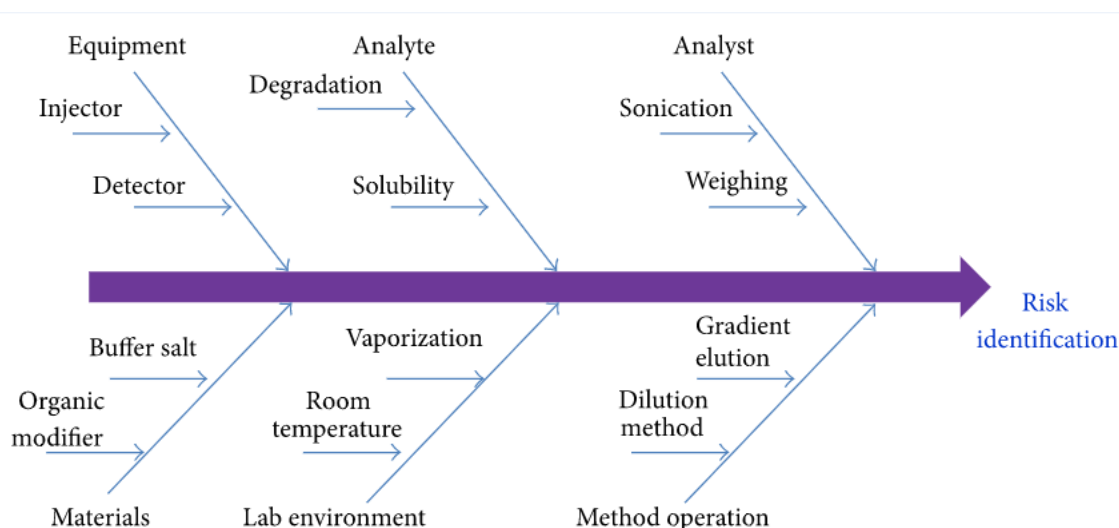 Equipment
Analyte
Analyst
Injector
Degradation
Sonication
Detector
Solubility
Weighing
Risk
identification
Buffer salt
Vaporization
Gradient
elution
Organic
modifier
Room
temperature
Dilution
method
Materials
Lab environment
Method operation